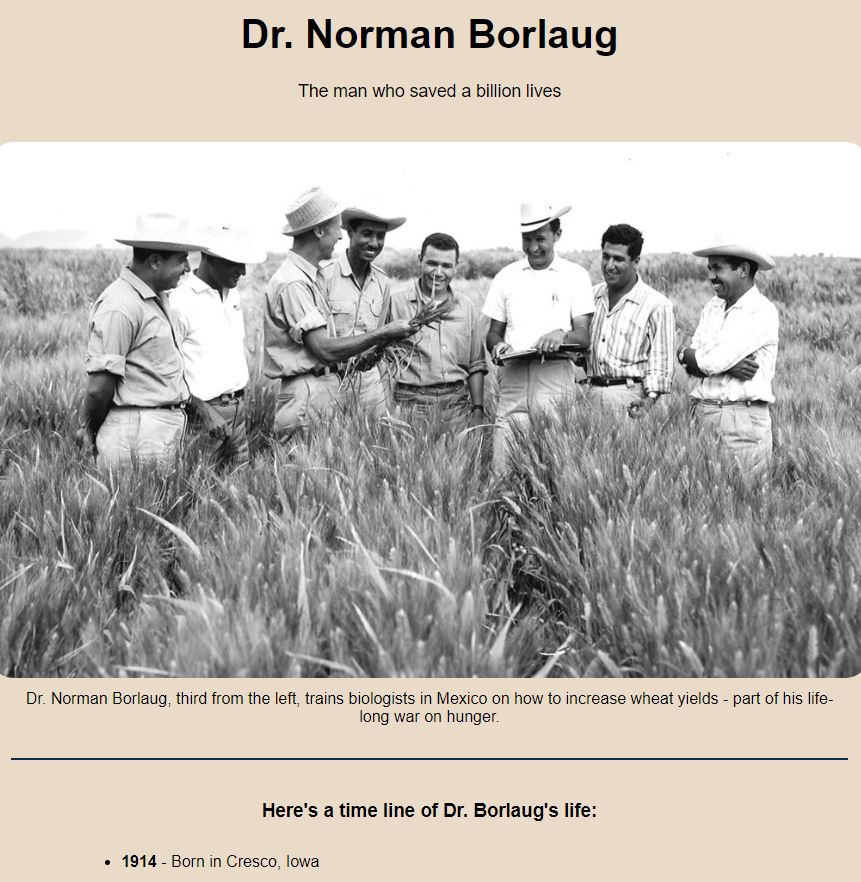 Dr. Norman Borlaug
The man who saved a billion lives
Dr. Norman Borlaug, third from the left, trains biologists in Mexico on how to increase wheat yields - part of his life-
long war on hunger.
Here's a time line of Dr. Borlaug's life:
• 1914 - Born in Cresco, Iowa